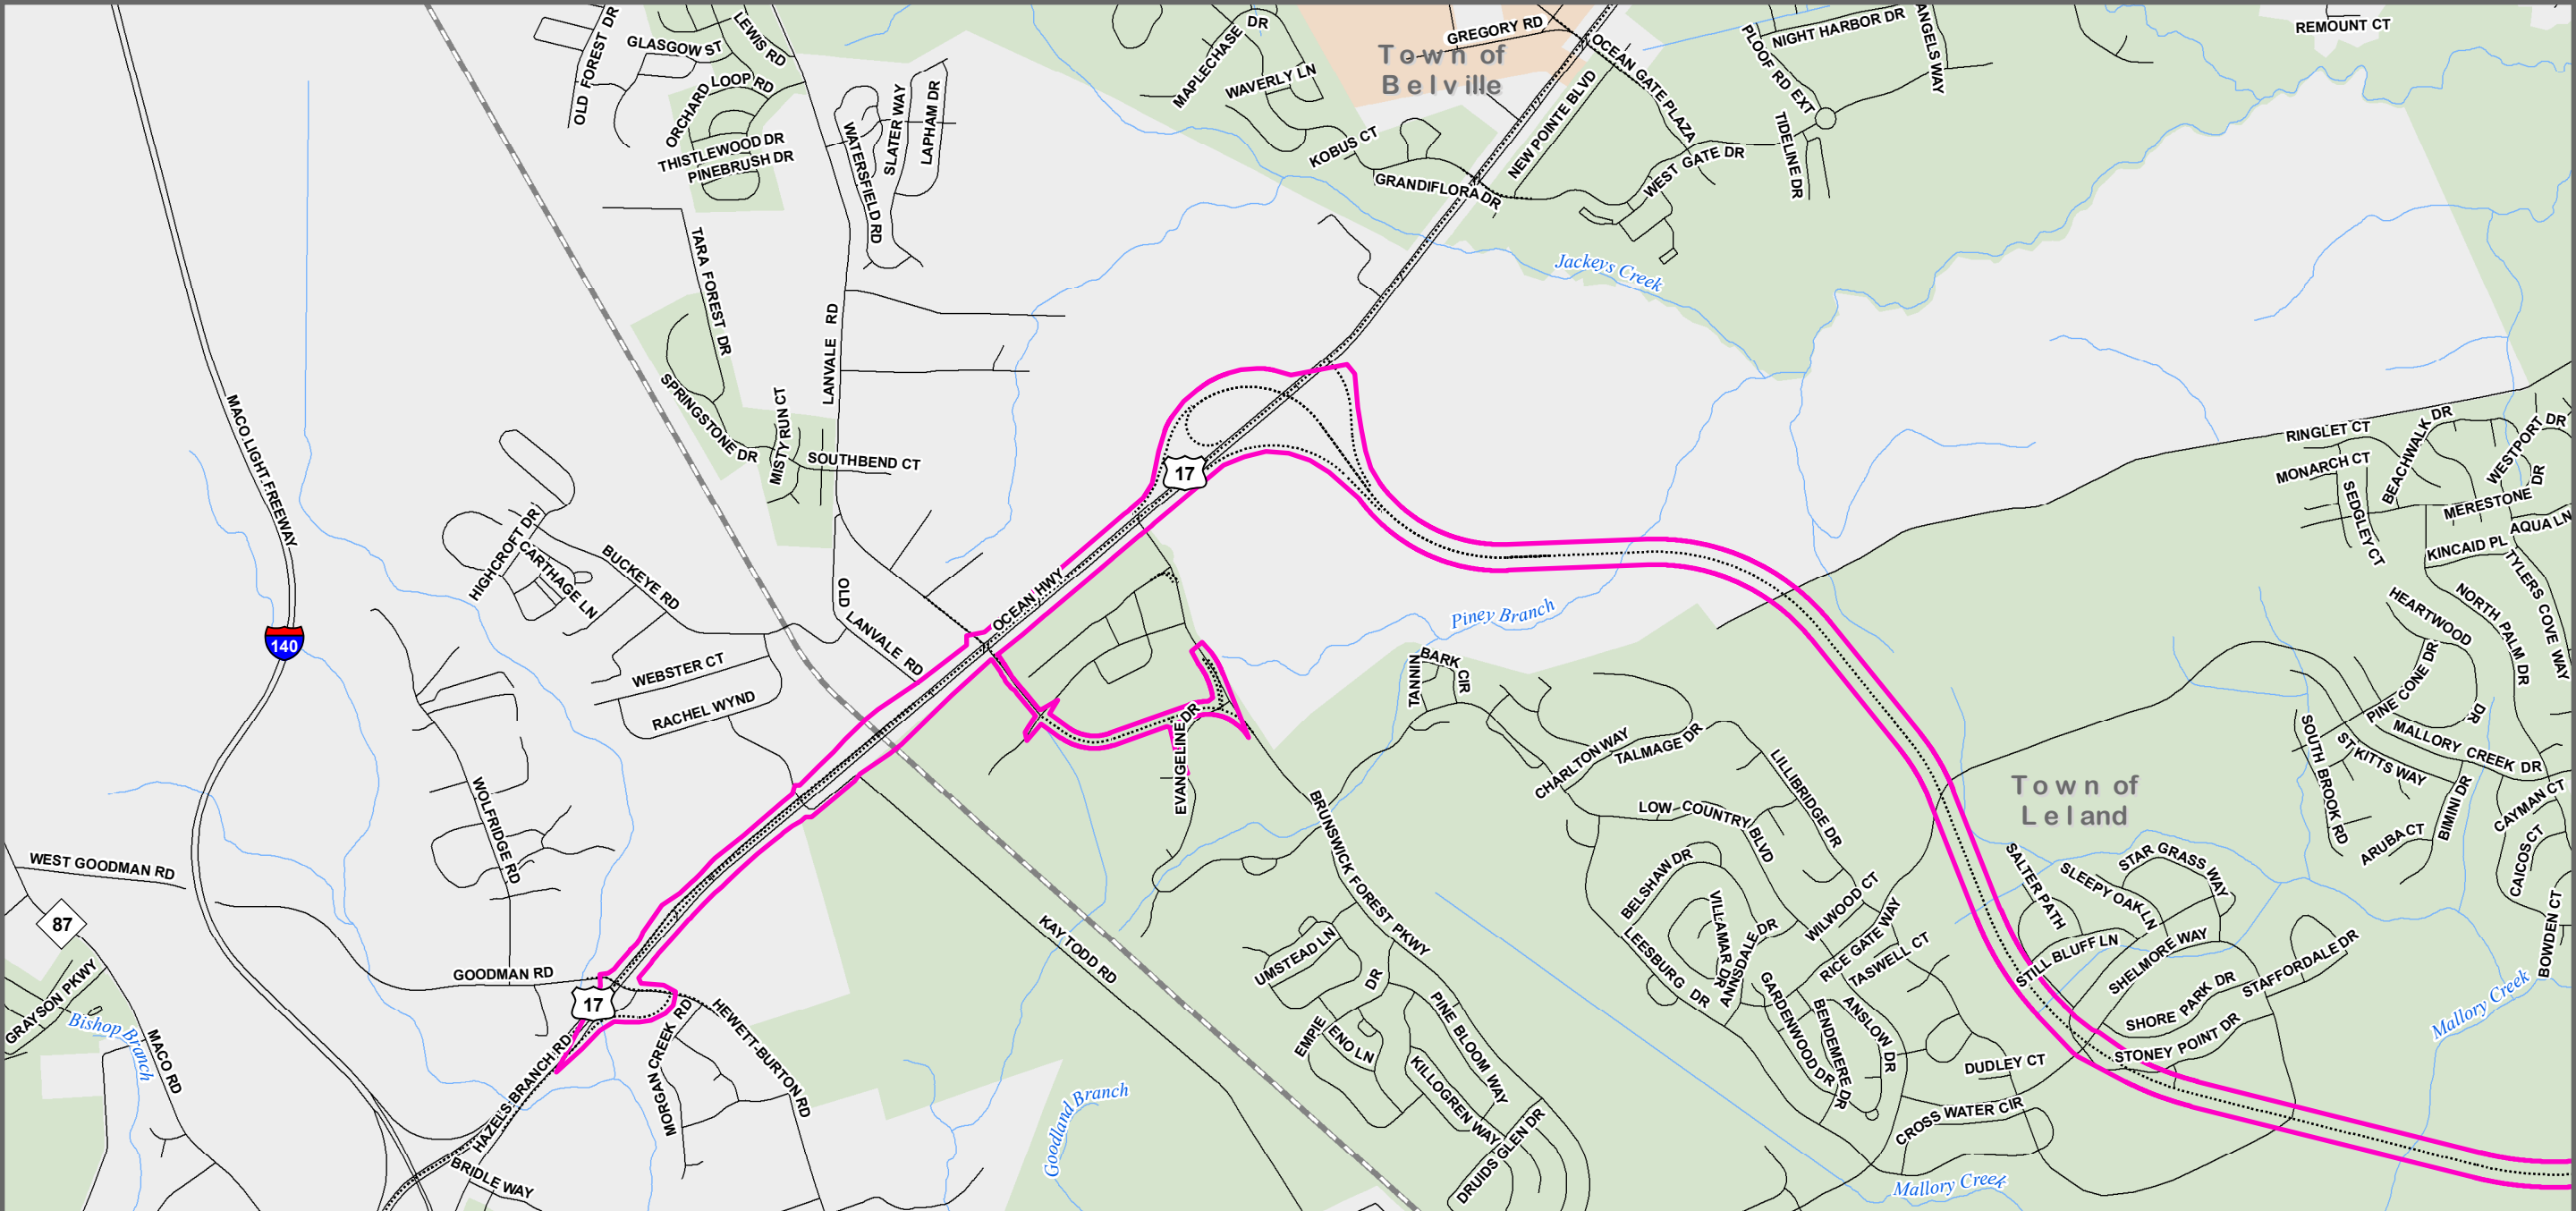 OLD FOREST DR
GLASGOW ST
LEWIS RD
ORCHARD LOOP RD
THISTLEWOOD DR
PINEBRUSH DR
WATERSFIELD RD
SLATER WAY
LAPHAM DR
MAPLECHASE DR
WAVERLY LN
KOBUS CT
GREGORY RD
Town of
Belville
OCEAN GATE PLAZA
NEW POINTE BLVD
GRANDIFLORA DR
WEST GATE DR
PLOOF RD EXT
NIGHT HARBOR DR
ANGELS WAY
TIDELINE DR
REMOUNT CT
Jackeys Creek
TARA FOREST DR
LANVALE RD
SPRINGSTONE DR
MISTY RUN CT
SOUTHBEND CT
MACO LIGHT FREEWAY
17
HIGHCROFT DR
CARTHAGE LN
BUCKEYE RD
OLD LANVALE RD
OCEAN HWY
140
WEBSTER CT
RACHEL WYND
Piney Branch
RINGLET CT
MONARCH CT
SEDGLEY CT
BEACHWALK DR
WESTPORT DR
MERESTONE DR
AQUA LN
KINCAID PL
TYLERS COVE WAY
HEARTWOOD DR
NORTH PALM DR
PINE CONE DR
MALLORY CREEK DR
ST KITTS WAY
SOUTH BROOK RD
BIMINI DR
ARUBA CT
CAYMAN CT
CAICOS CT
BOWDEN CT
TANNIN
BARK CIR
EVANGELINE DR
CHARLTON WAY
TALMAGE DR
LILLIBRIDGE DR
LOW COUNTRY BLVD
Town of
Leland
WOLFRIDGE RD
WEST GOODMAN RD
87
GRAYSON PKWY
Bishop Branch
MACO RD
GOODMAN RD
17
HAZELS BRANCH RD
BRIDLE WAY
MORGAN CREEK RD
HEWETT-BURTON RD
KAY TODD RD
BRUNSWICK FOREST PKWY
UMSTEAD LN
EMPIE DR
ENO LN
PINE BLOOM WAY
KILLOGREN WAY
DRUIDS GLEN DR
Goodland Branch
BELSHAW DR
VILLAMAR DR
ANNSDALE DR
LEESBURG DR
WILWOOD CT
RICE GATE WAY
TASWELL CT
GARDENWOOD DR
BENDEMERE DR
ANSLOW DR
DUDLEY CT
CROSS WATER CIR
Mallory Creek
SALTER PATH
SLEEPY OAK LN
STAR GRASS WAY
STILL BLUFF LN
SHELMORE WAY
SHORE PARK DR
STAFFORDALE DR
STONEY POINT DR
Mallory Creek